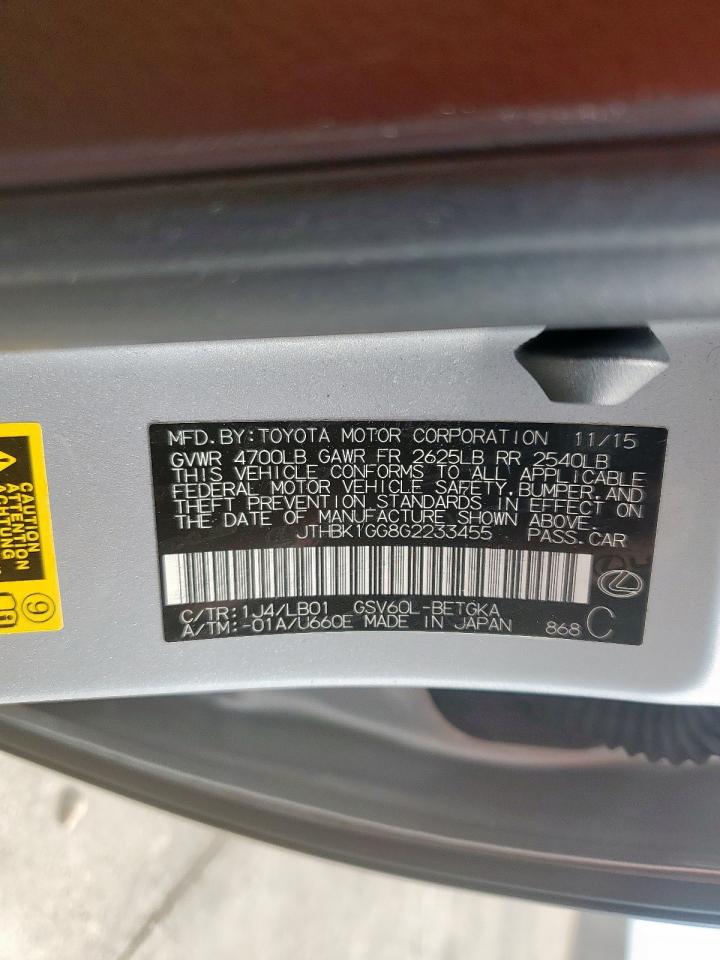 MFD.BY:TOYOTA MOTOR CORPORATION 11/15
GVWR 4700LB GAWR FR 2625LB RR 2540LB
THIS VEHICLE CONFORMS TO ALL APPLICABLE
FEDERAL MOTOR VEHICLE SAFETY,BUMPER,AND
THEFT PREVENTION STANDARDS IN EFFECT ON
THE DATE OF MANUFACTURE SHOWN ABOVE.
JTHBK1GG8G2233455 PASS.CAR
C/TR:1J4/LB01 GSV60L-BETGKA
A/TM:-01A/U660E MADE IN JAPAN 868 C
CAUTION
ATTENTION
ACHTUNG
9